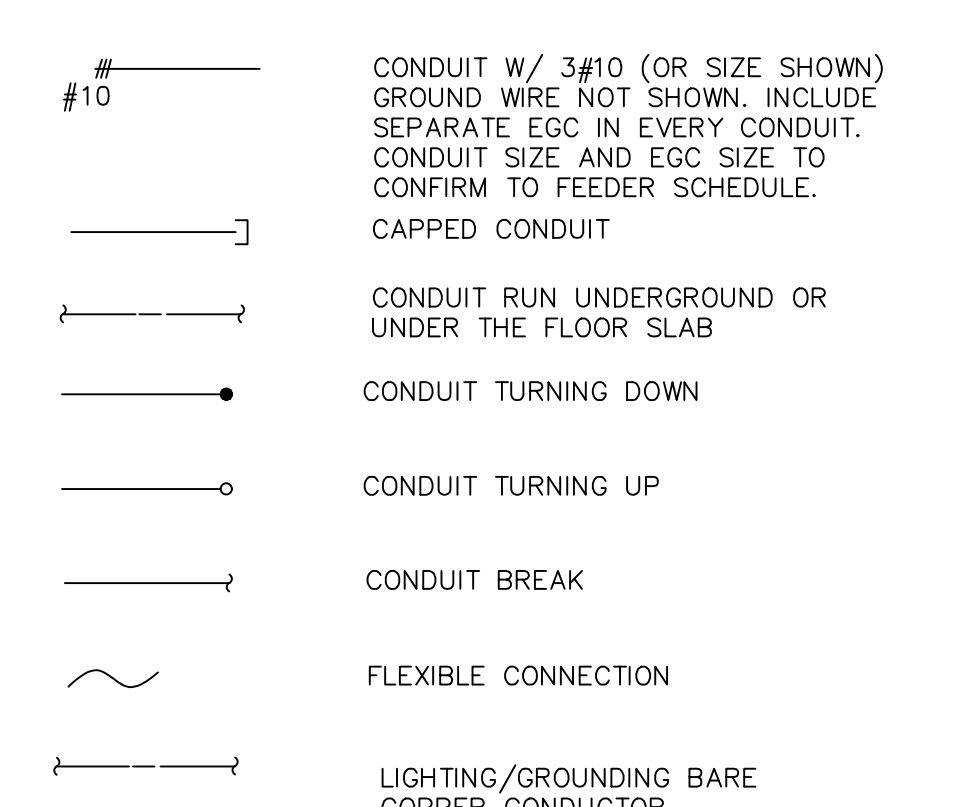 CONDUIT W/ 3#10 (OR SIZE SHOWN)
#10
GROUND WIRE NOT SHOWN. INCLUDE
SEPARATE EGC IN EVERY CONDUIT.
CONDUIT SIZE AND EGC SIZE TO
CONFIRM TO FEEDER SCHEDULE.
CAPPED CONDUIT
CONDUIT RUN UNDERGROUND OR
UNDER THE FLOOR SLAB
CONDUIT TURNING DOWN
CONDUIT TURNING UP
CONDUIT BREAK
FLEXIBLE CONNECTION
LIGHTING/GROUNDING BARE
COPPER CONDUCTOR